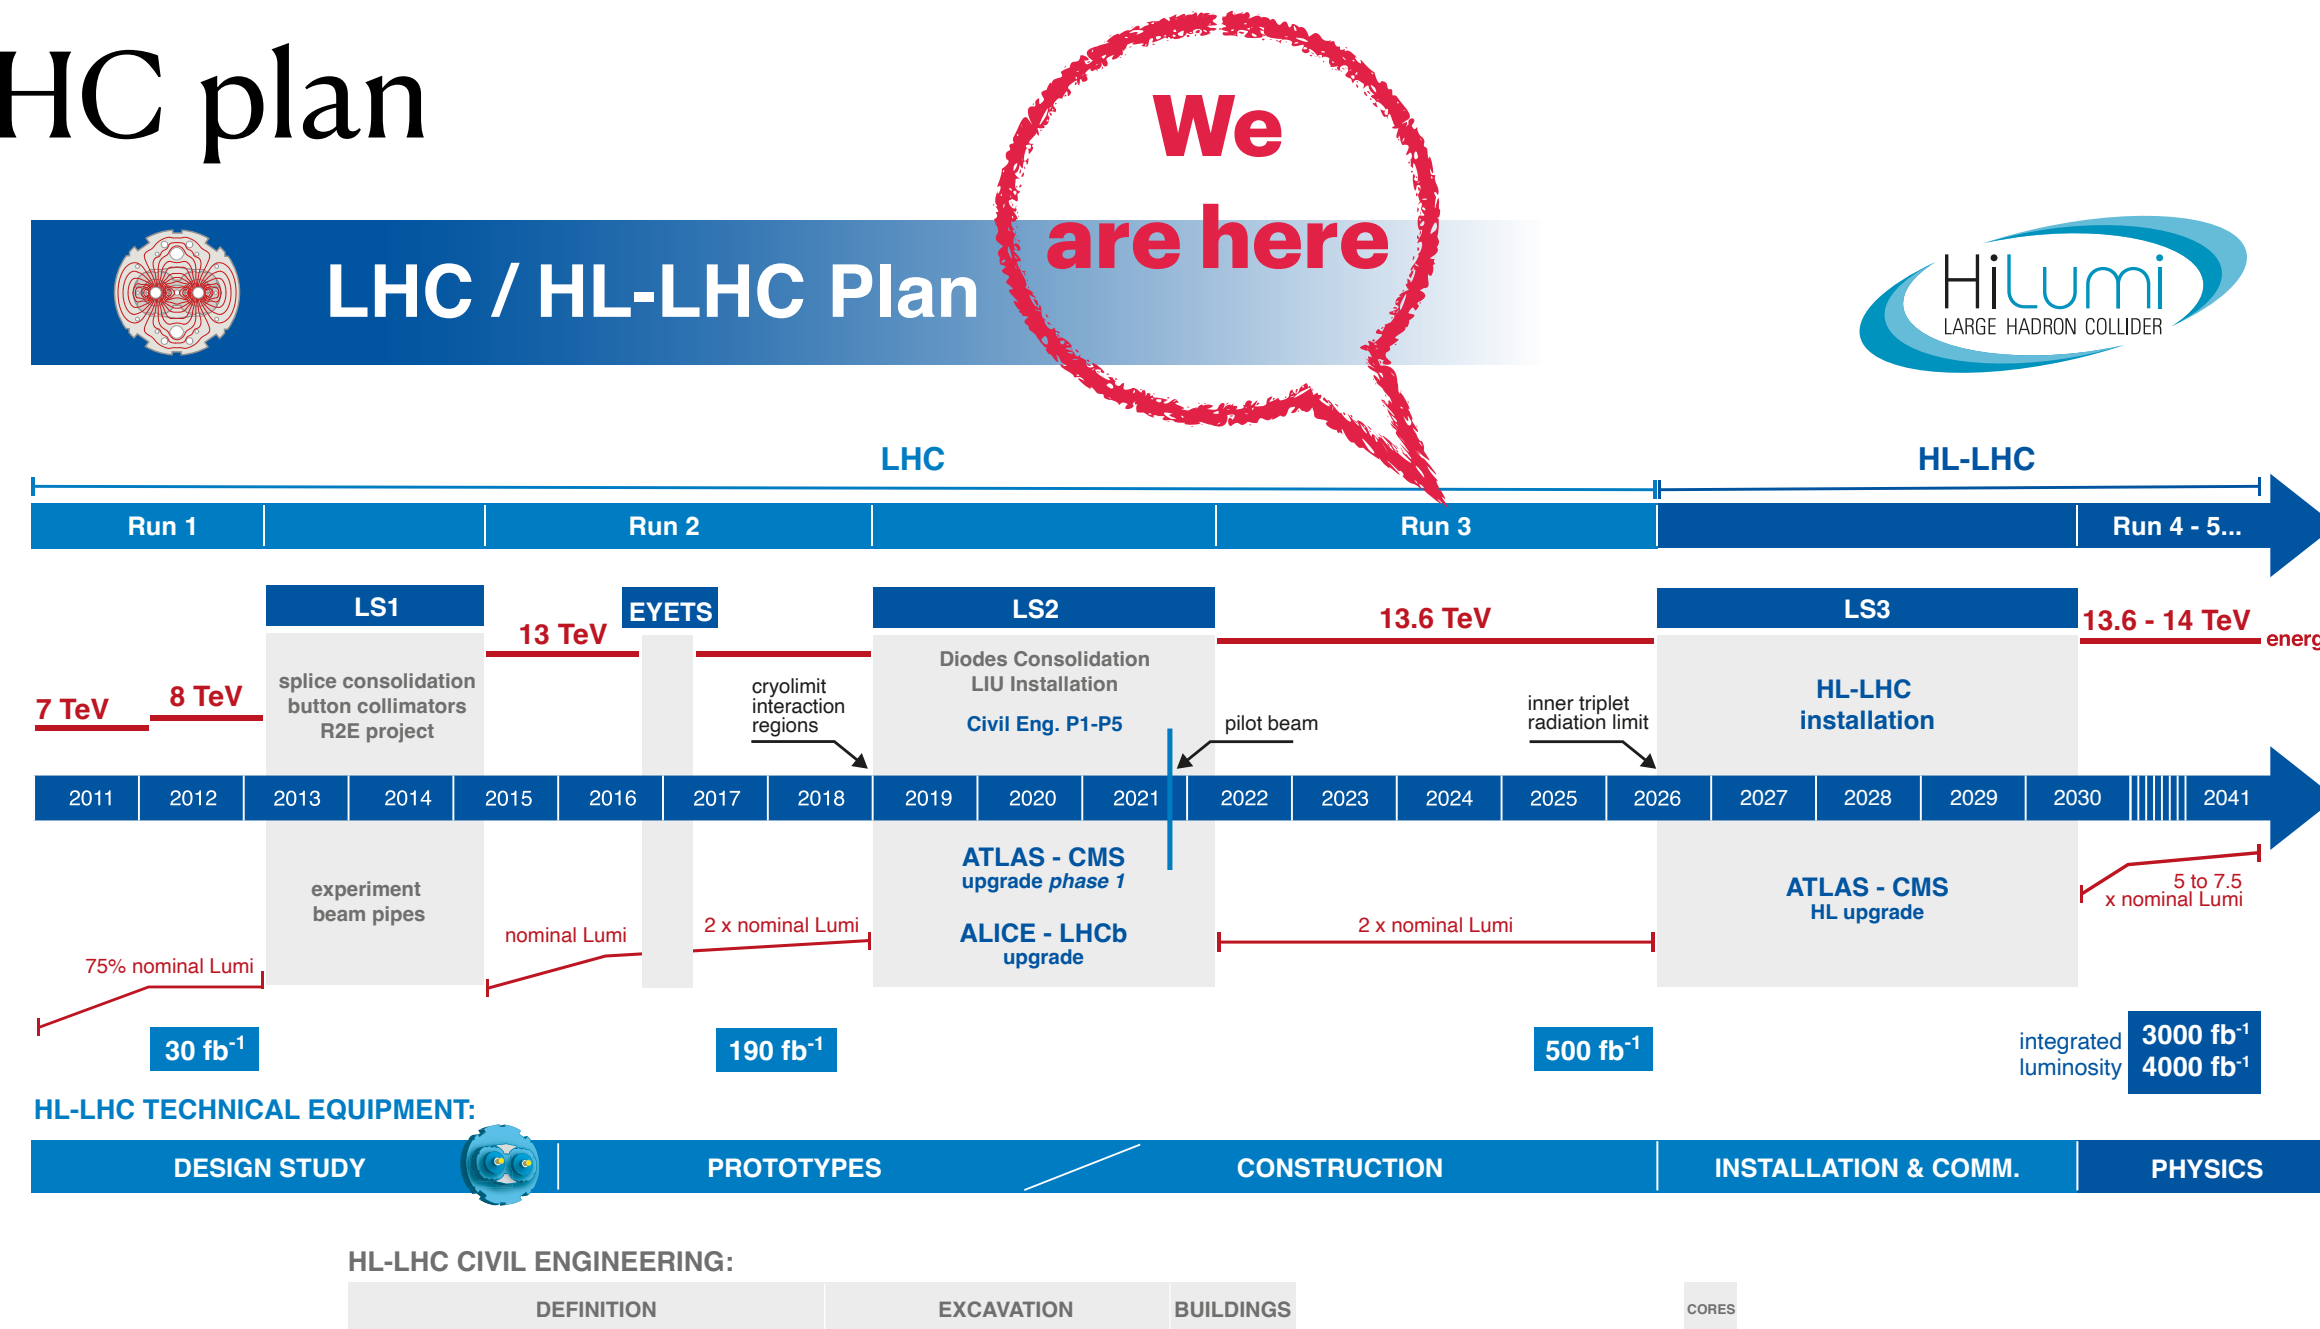 HC plan
We
are here
LHC / HL-LHC Plan
HiLumi
LARGE HADRON COLLIDER
LHC
HL-LHC
Run 1
Run 2
Run 3
Run 4 - 5...
LS1
EYETS
LS2
LS3
13 TeV
13.6 TeV
13.6 - 14 TeV
energ
7 TeV
8 TeV
splice consolidation
button collimators
R2E project
cryolimit
interaction
regions
Diodes Consolidation
LIU Installation
Civil Eng. P1-P5
pilot beam
inner triplet
radiation limit
HL-LHC
installation
2011 2012 2013 2014 2015 2016 2017 2018 2019 2020 2021 2022 2023 2024 2025 2026 2027 2028 2029 2030 2041
experiment
beam pipes
ATLAS - CMS
upgrade phase 1
ALICE - LHCb
upgrade
ATLAS - CMS
HL upgrade
75% nominal Lumi
nominal Lumi
2 x nominal Lumi
2 x nominal Lumi
5 to 7.5
x nominal Lumi
30 fb⁻¹
190 fb⁻¹
500 fb⁻¹
integrated
luminosity
3000 fb⁻¹
4000 fb⁻¹
HL-LHC TECHNICAL EQUIPMENT:
DESIGN STUDY
PROTOTYPES
CONSTRUCTION
INSTALLATION & COMM.
PHYSICS
HL-LHC CIVIL ENGINEERING:
DEFINITION
EXCAVATION
BUILDINGS
CORES